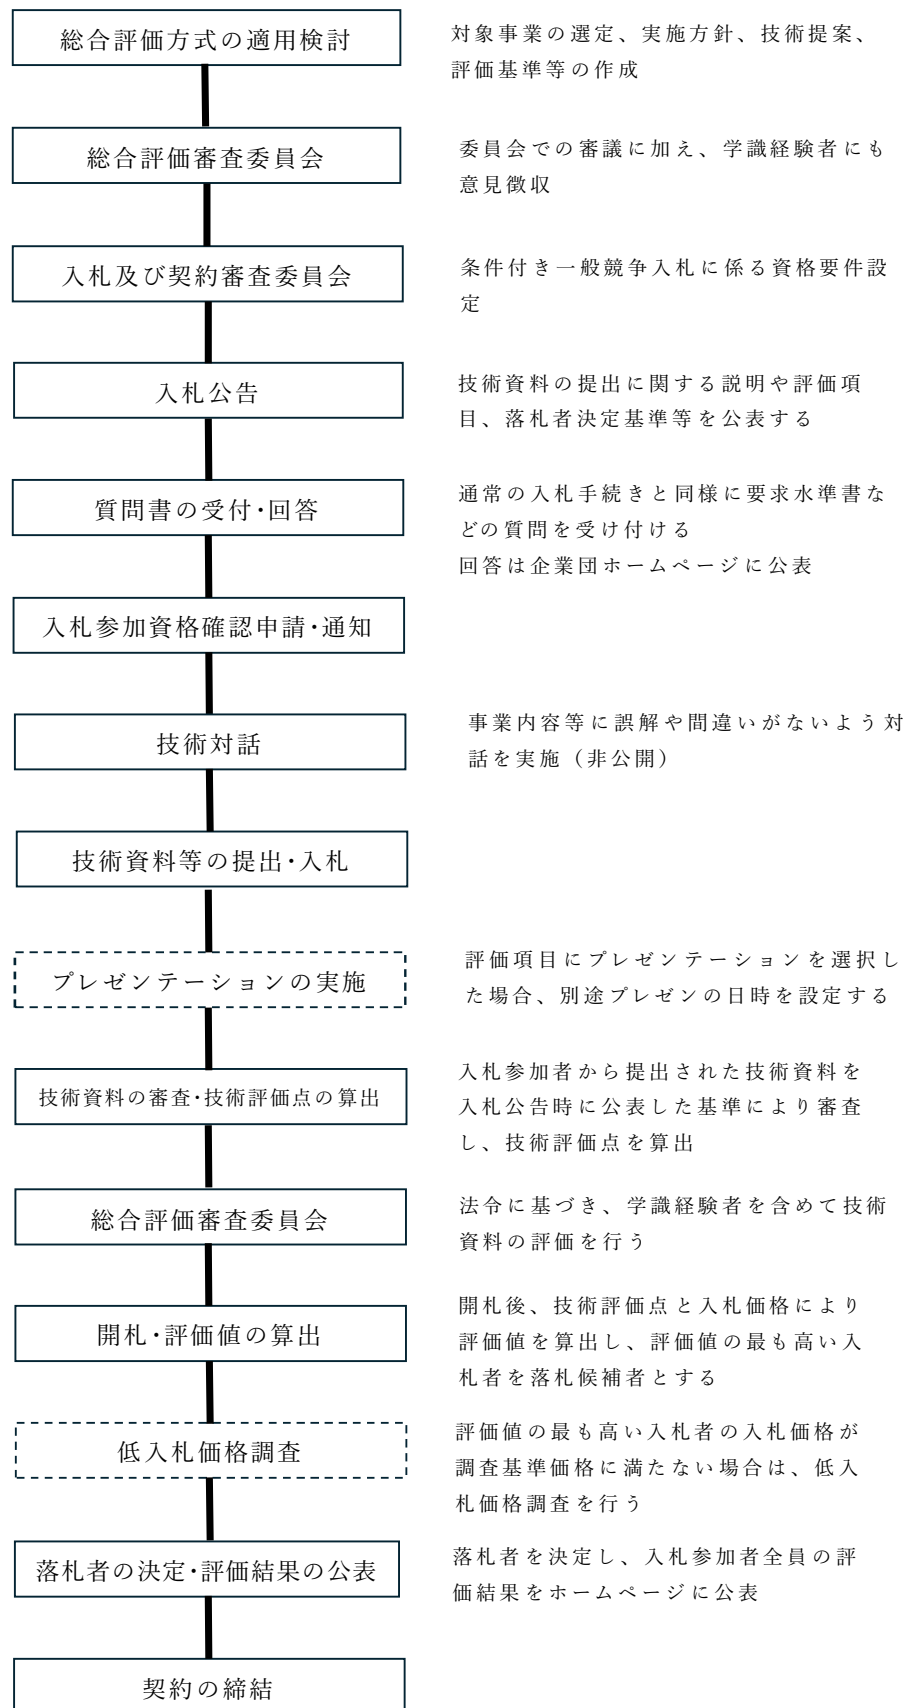 総合評価方式の適用検討
対象事業の選定、実施方針、技術提案、
評価基準等の作成
総合評価審査委員会
委員会での審議に加え、学識経験者にも
意見徴収
入札及び契約審査委員会
条件付き一般競争入札に係る資格要件設
定
入札公告
技術資料の提出に関する説明や評価項
目、落札者決定基準等を公表する
質問書の受付・回答
通常の入札手続きと同様に要求水準書な
どの質問を受け付ける
回答は企業団ホームページに公表
入札参加資格確認申請・通知
技術対話
事業内容等に誤解や間違いがないよう対
話を実施（非公開）
技術資料等の提出・入札
プレゼンテーションの実施
評価項目にプレゼンテーションを選択し
た場合、別途プレゼンの日時を設定する
技術資料の審査・技術評価点の算出
入札参加者から提出された技術資料を
入札公告時に公表した基準により審査
し、技術評価点を算出
総合評価審査委員会
法令に基づき、学識経験者を含めて技術
資料の評価を行う
開札・評価値の算出
開札後、技術評価点と入札価格により
評価値を算出し、評価値の最も高い入
札者を落札候補者とする
低入札価格調査
評価値の最も高い入札者の入札価格が
調査基準価格に満たない場合は、低入
札価格調査を行う
落札者の決定・評価結果の公表
落札者を決定し、入札参加者全員の評
価結果をホームページに公表
契約の締結